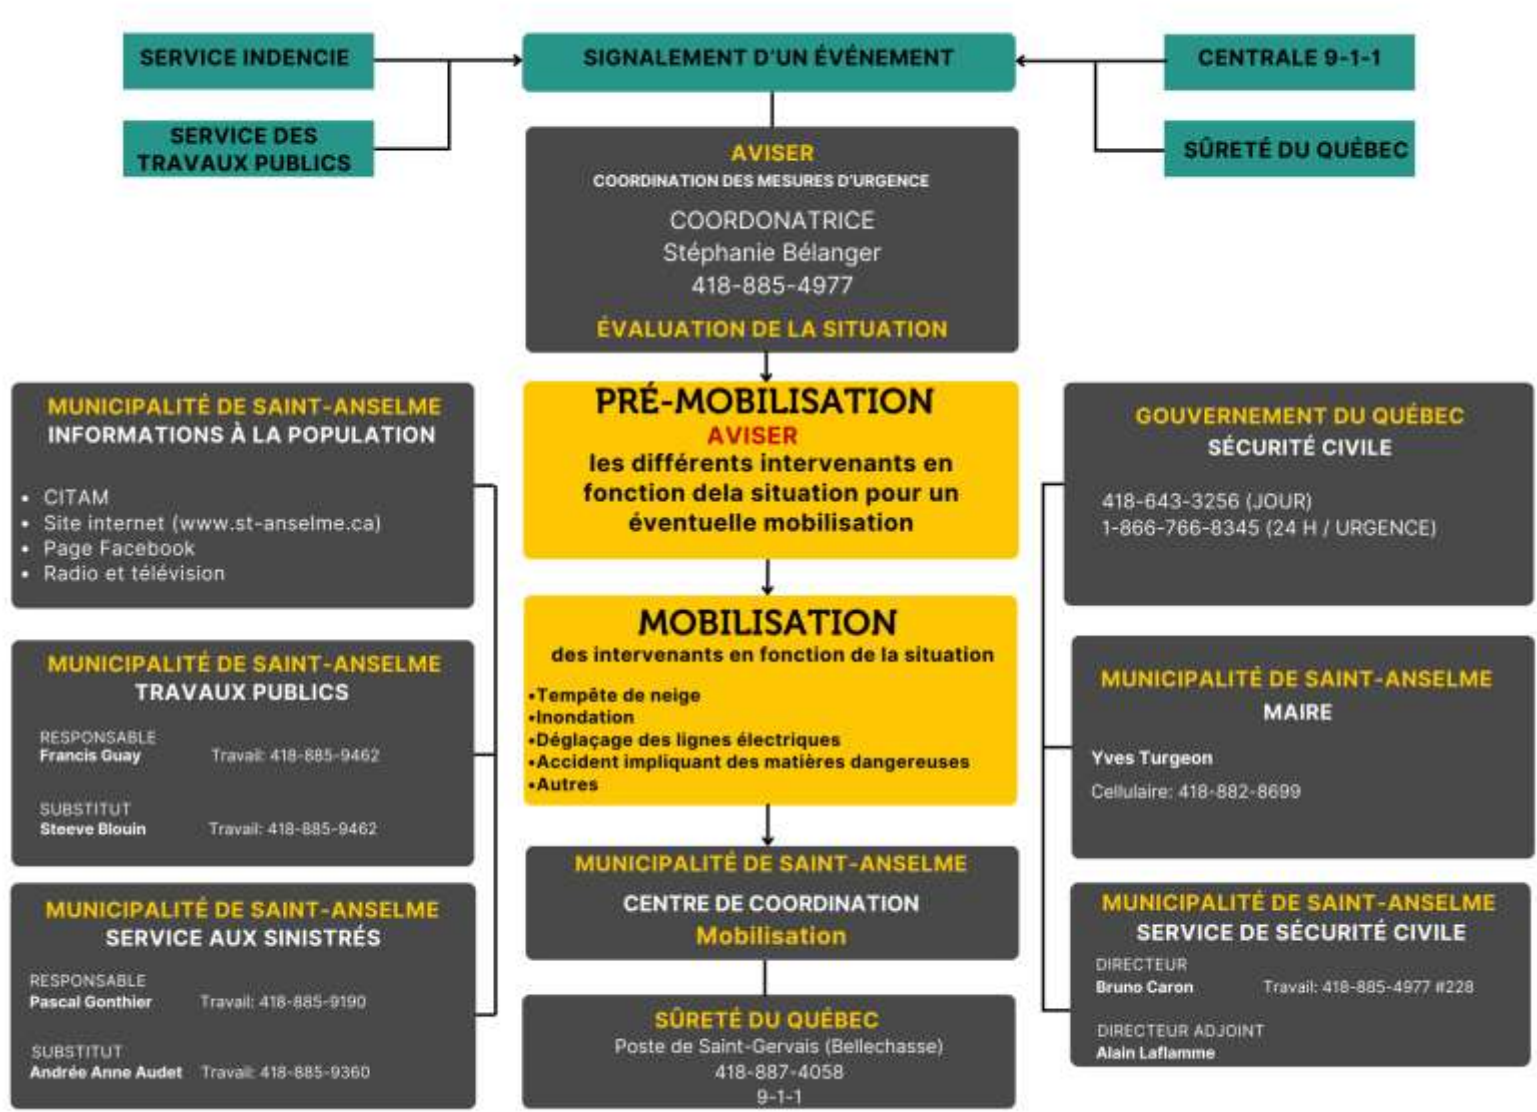 SERVICE INDENCIE
SIGNALEMENT D'UN ÉVÉNEMENT
CENTRALE 9-1-1
SERVICE DES
TRAVAUX PUBLICS
SÛRETÉ DU QUÉBEC
AVISER
COORDINATION DES MESURES D'URGENCE
COORDONATRICE
Stéphanie Bélanger
418-885-4977
ÉVALUATION DE LA SITUATION
MUNICIPALITÉ DE SAINT-ANSELME
INFORMATIONS À LA POPULATION
• CITAM
• Site internet (www.st-anselme.ca)
• Page Facebook
• Radio et télévision
PRÉ-MOBILISATION
AVISER
les différents intervenants en
fonction dela situation pour un
éventuelle mobilisation
GOUVERNEMENT DU QUÉBEC
SÉCURITÉ CIVILE
418-643-3256 (JOUR)
1-866-766-8345 (24 H / URGENCE)
MUNICIPALITÉ DE SAINT-ANSELME
TRAVAUX PUBLICS
RESPONSABLE
Francis Guay Travail: 418-885-9462
SUBSTITUT
Steeve Blouin Travail: 418-885-9462
MOBILISATION
des intervenants en fonction de la situation
•Tempête de neige
•Inondation
•Déglaçage des lignes électriques
•Accident impliquant des matières dangereuses
•Autres
MUNICIPALITÉ DE SAINT-ANSELME
MAIRE
Yves Turgeon
Cellulaire: 418-882-8699
MUNICIPALITÉ DE SAINT-ANSELME
SERVICE AUX SINISTRÉS
RESPONSABLE
Pascal Gonthier Travail: 418-885-9190
SUBSTITUT
Andrée Anne Audet Travail: 418-885-9360
MUNICIPALITÉ DE SAINT-ANSELME
CENTRE DE COORDINATION
Mobilisation
SÛRETÉ DU QUÉBEC
Poste de Saint-Gervais (Bellechasse)
418-887-4058
9-1-1
MUNICIPALITÉ DE SAINT-ANSELME
SERVICE DE SÉCURITÉ CIVILE
DIRECTEUR
Bruno Caron Travail: 418-885-4977 #228
DIRECTEUR ADJOINT
Alain Laflamme